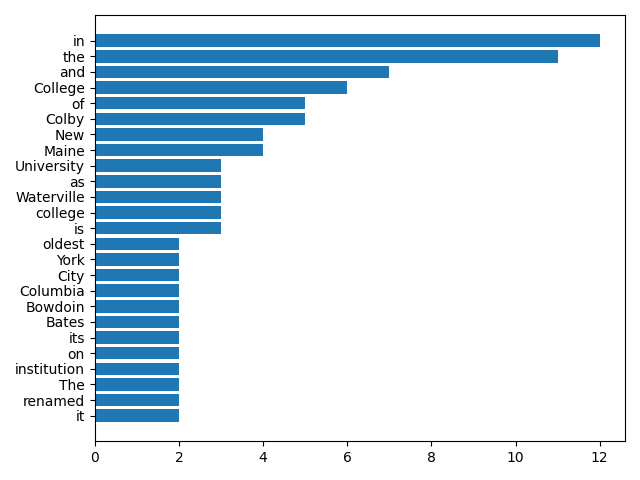 in
the
and
College
of
Colby
New
Maine
University
as
Waterville
college
is
oldest
York
City
Columbia
Bowdoin
Bates
its
on
institution
The
renamed
it
0 2 4 6 8 10 12